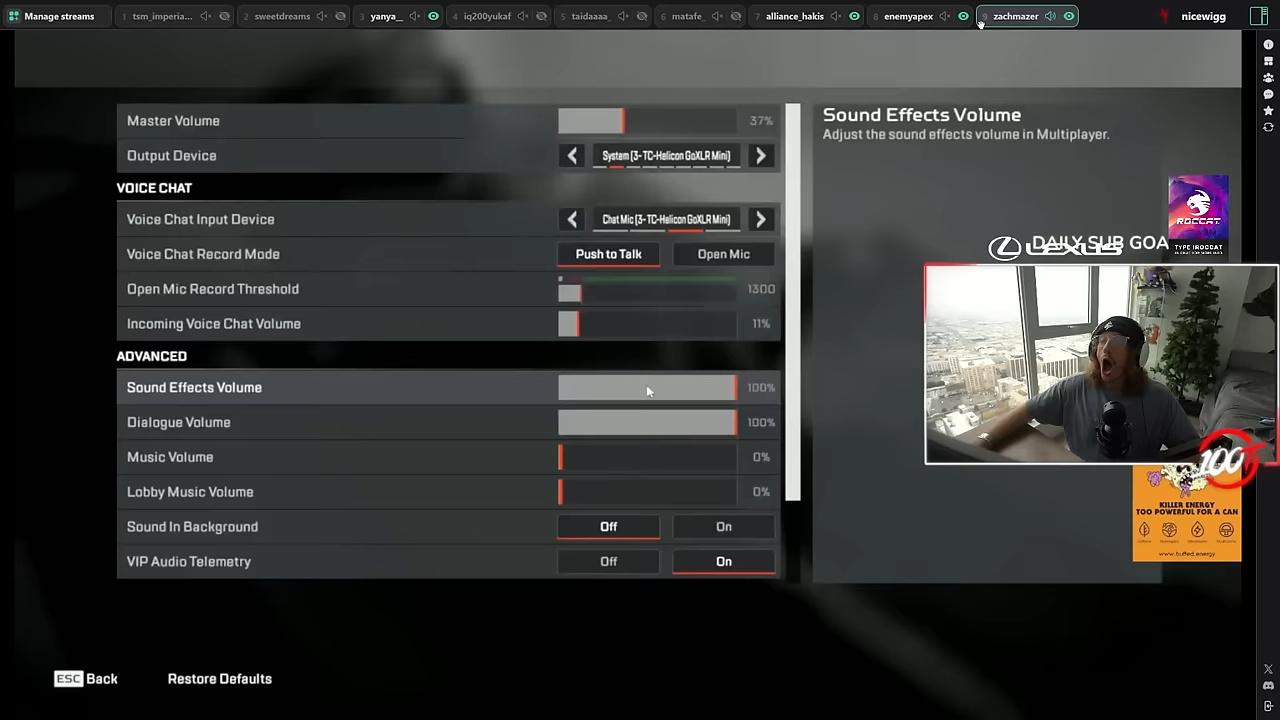 Manage streams 1 tsm_imperia... 2 sweetdreams 3 yanya__ 4 iq200yukaf 5 taidaaaa_ 6 matafe_ 7 alliance_hakis 8 enemyapex 9 zachmazer nicewigg
Master Volume 37%
Output Device System (3- TC-Helicon GoXLR Mini)
VOICE CHAT
Voice Chat Input Device Chat Mic (3- TC-Helicon GoXLR Mini)
Voice Chat Record Mode Push to Talk Open Mic
Open Mic Record Threshold 1300
Incoming Voice Chat Volume 11%
ADVANCED
Sound Effects Volume 100%
Dialogue Volume 100%
Music Volume 0%
Lobby Music Volume 0%
Sound In Background Off On
VIP Audio Telemetry Off On
ESC Back Restore Defaults
Sound Effects Volume
Adjust the sound effects volume in Multiplayer.
ROCCAT
DAILY SUB GOA
LEXUS
100T
KILLER ENERGY
TOO POWERFUL FOR A CAN
www.buffed.energy